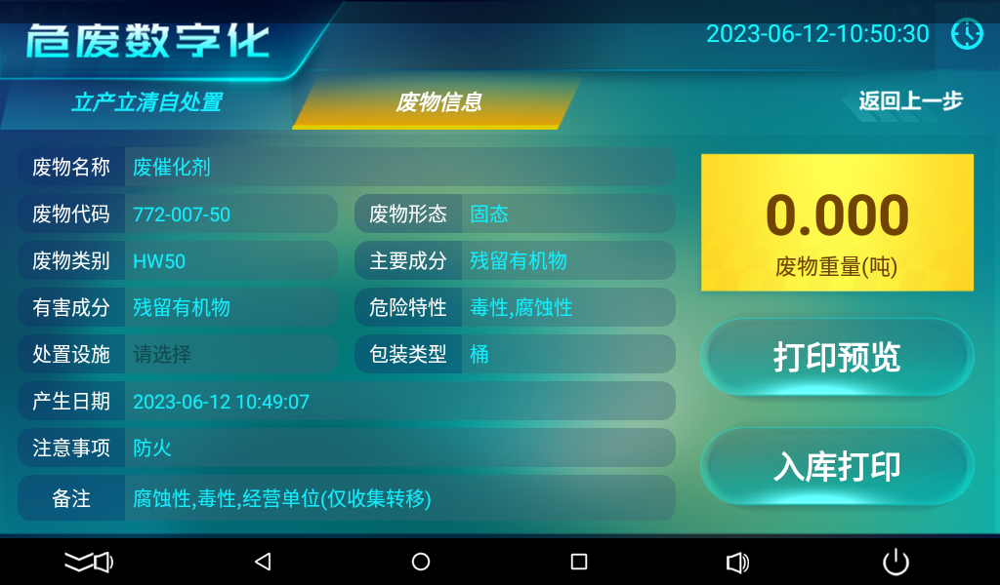 危废数字化
2023-06-12-10:50:30
立产立清自处置
废物信息
返回上一步
废物名称 废催化剂
废物代码 772-007-50
废物形态 固态
废物类别 HW50
主要成分 残留有机物
有害成分 残留有机物
危险特性 毒性,腐蚀性
处置设施 请选择
包装类型 桶
产生日期 2023-06-12 10:49:07
注意事项 防火
备注 腐蚀性,毒性,经营单位(仅收集转移)
0.000
废物重量(吨)
打印预览
入库打印